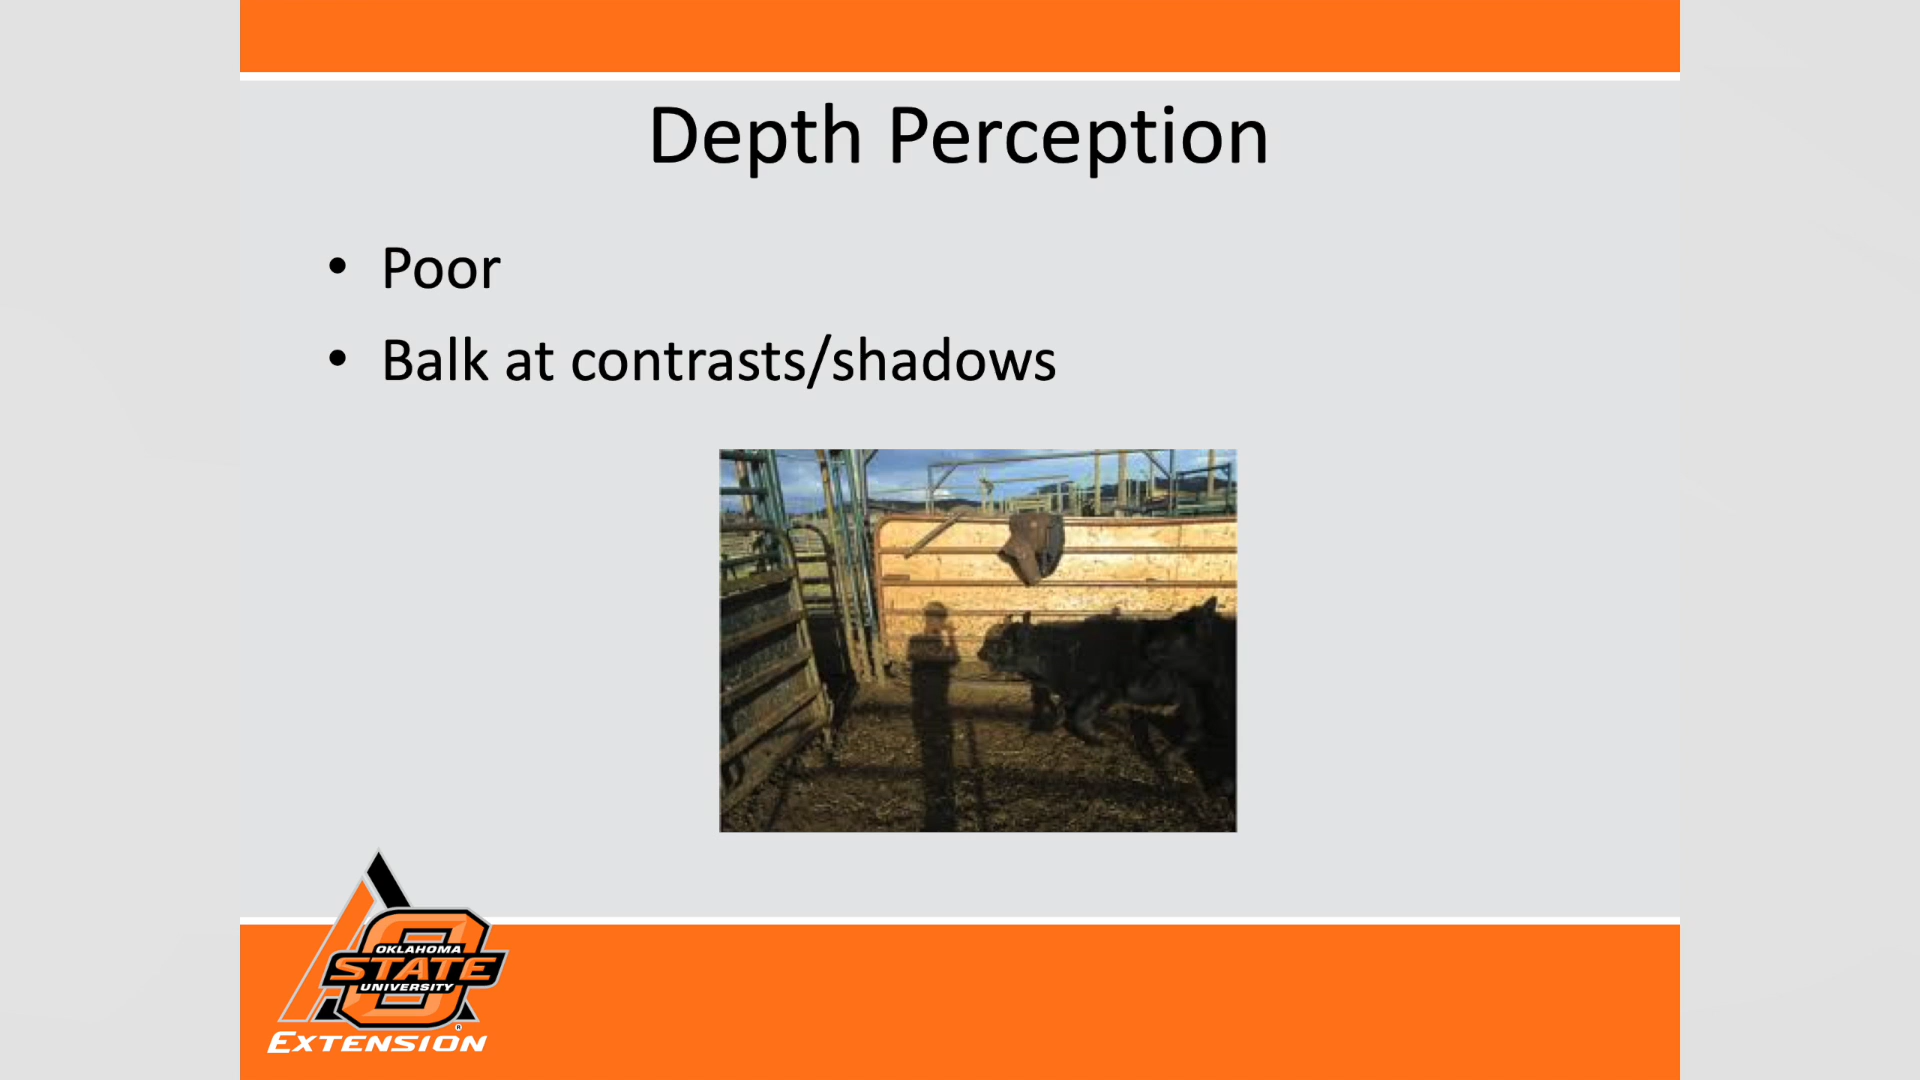 Depth Perception
• Poor
• Balk at contrasts/shadows
OKLAHOMA
STATE
UNIVERSITY
®
EXTENSION